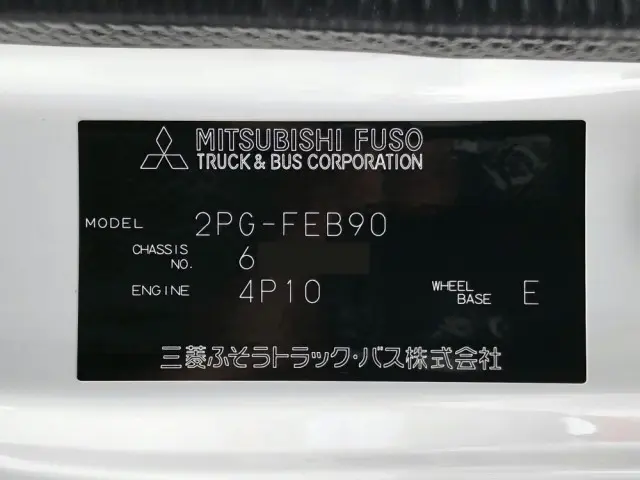 MITSUBISHI FUSO
TRUCK & BUS CORPORATION
MODEL 2PG-FEB90
CHASSIS NO. 6
ENGINE 4P10 WHEEL BASE E
三菱ふそうトラック・バス株式会社